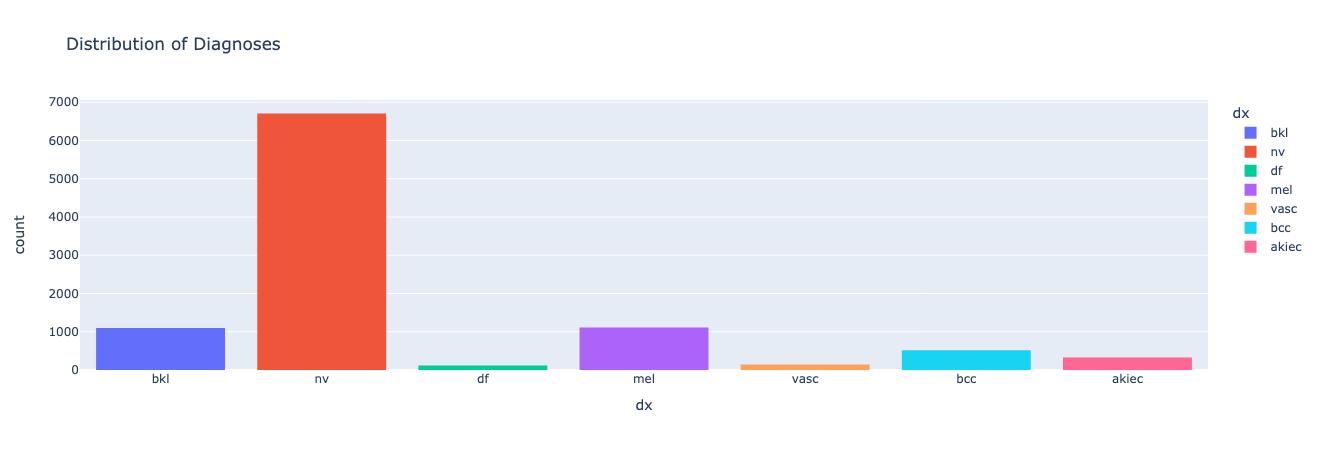 Distribution of Diagnoses
7000
6000
5000
4000
3000
2000
1000
0
count
bkl nv df mel vasc bcc akiec
dx
dx
bkl
nv
df
mel
vasc
bcc
akiec